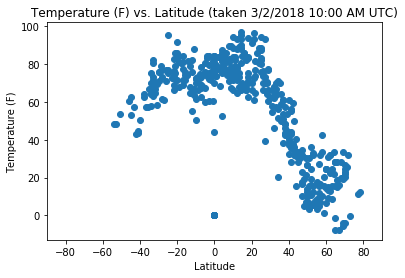 Temperature (F) vs. Latitude (taken 3/2/2018 10:00 AM UTC)
100
80
60
40
20
0
Temperature (F)
−80 −60 −40 −20 0 20 40 60 80
Latitude